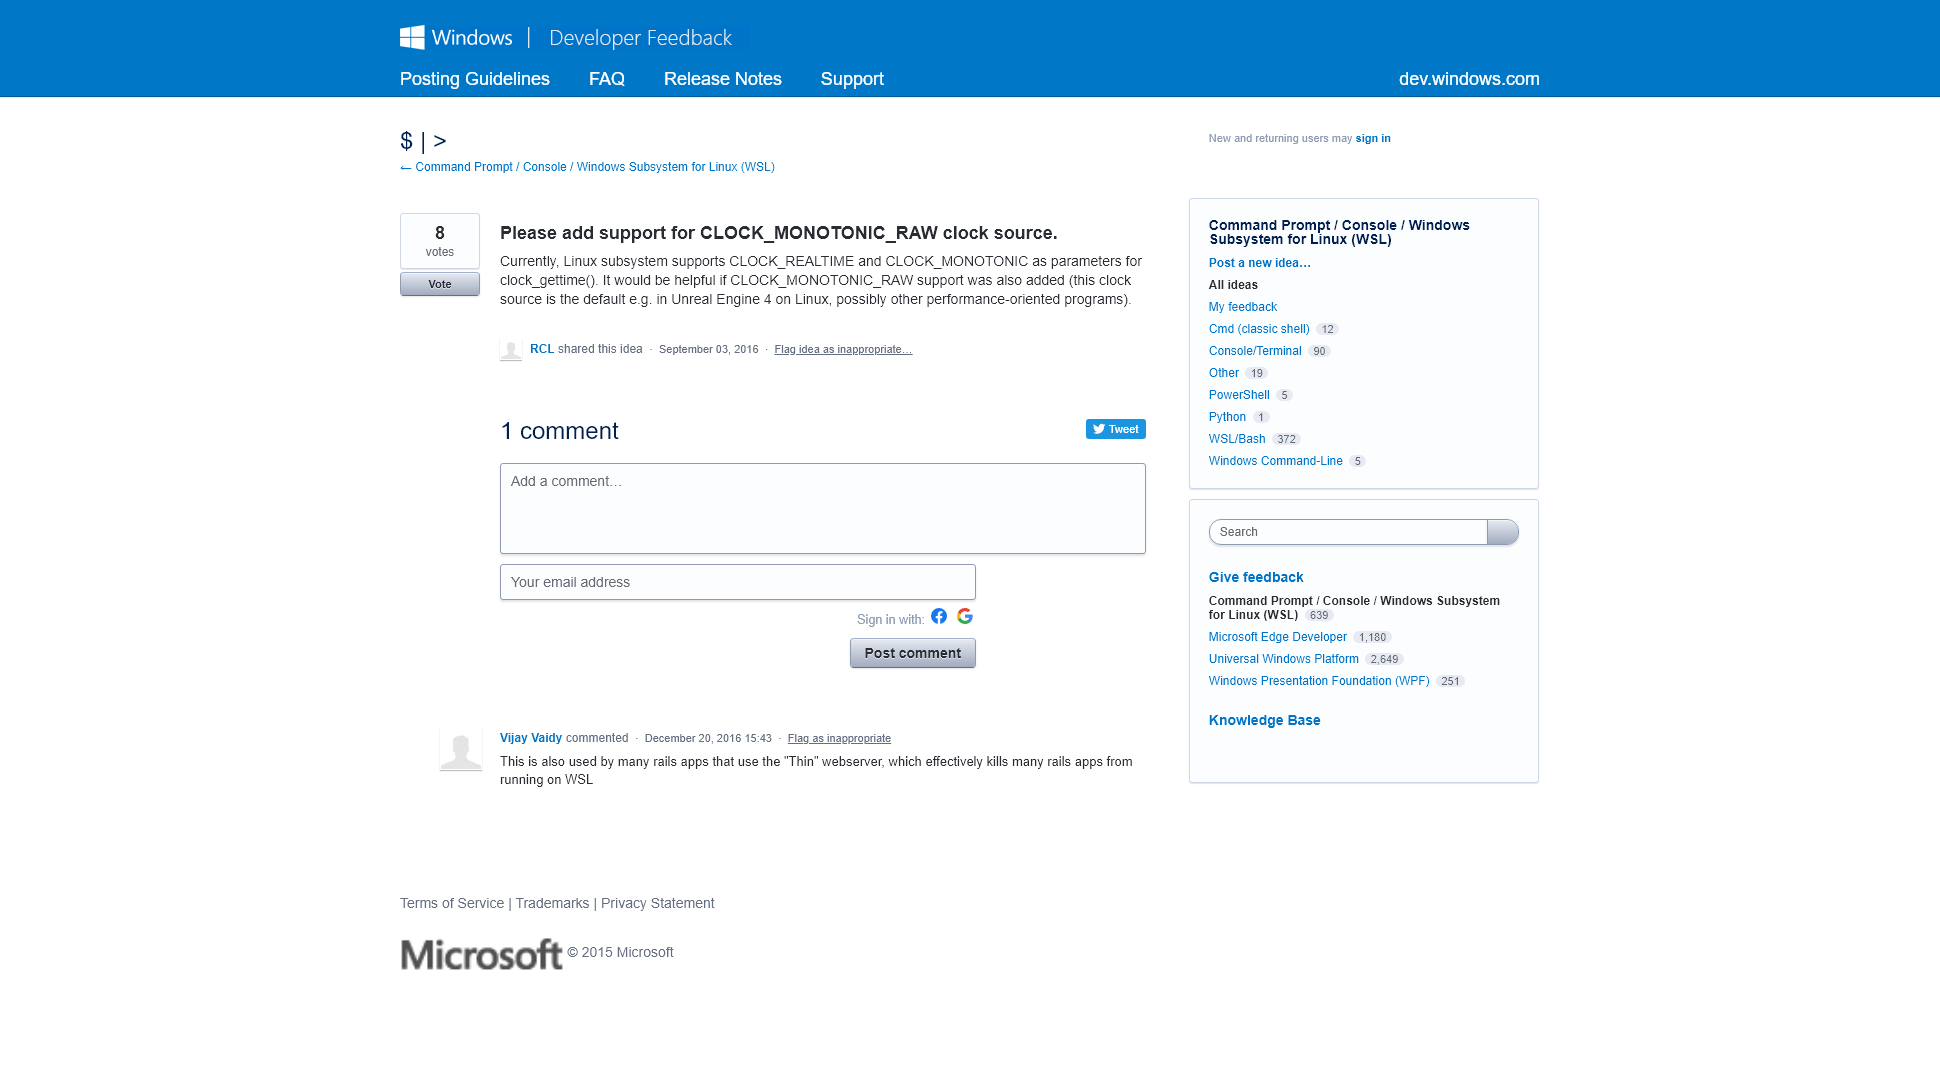 Windows | Developer Feedback
Posting Guidelines FAQ Release Notes Support dev.windows.com
$ | >
← Command Prompt / Console / Windows Subsystem for Linux (WSL)
8
votes
Vote
Please add support for CLOCK_MONOTONIC_RAW clock source.
Currently, Linux subsystem supports CLOCK_REALTIME and CLOCK_MONOTONIC as parameters for
clock_gettime(). It would be helpful if CLOCK_MONOTONIC_RAW support was also added (this clock
source is the default e.g. in Unreal Engine 4 on Linux, possibly other performance-oriented programs).
RCL shared this idea · September 03, 2016 · Flag idea as inappropriate…
1 comment
Tweet
Add a comment…
Your email address
Sign in with:
Post comment
Vijay Vaidy commented · December 20, 2016 15:43 · Flag as inappropriate
This is also used by many rails apps that use the "Thin" webserver, which effectively kills many rails apps from
running on WSL
New and returning users may sign in
Command Prompt / Console / Windows
Subsystem for Linux (WSL)
Post a new idea…
All ideas
My feedback
Cmd (classic shell) 12
Console/Terminal 90
Other 19
PowerShell 5
Python 1
WSL/Bash 372
Windows Command-Line 5
Search
Give feedback
Command Prompt / Console / Windows Subsystem
for Linux (WSL) 639
Microsoft Edge Developer 1,180
Universal Windows Platform 2,649
Windows Presentation Foundation (WPF) 251
Knowledge Base
Terms of Service | Trademarks | Privacy Statement
Microsoft © 2015 Microsoft